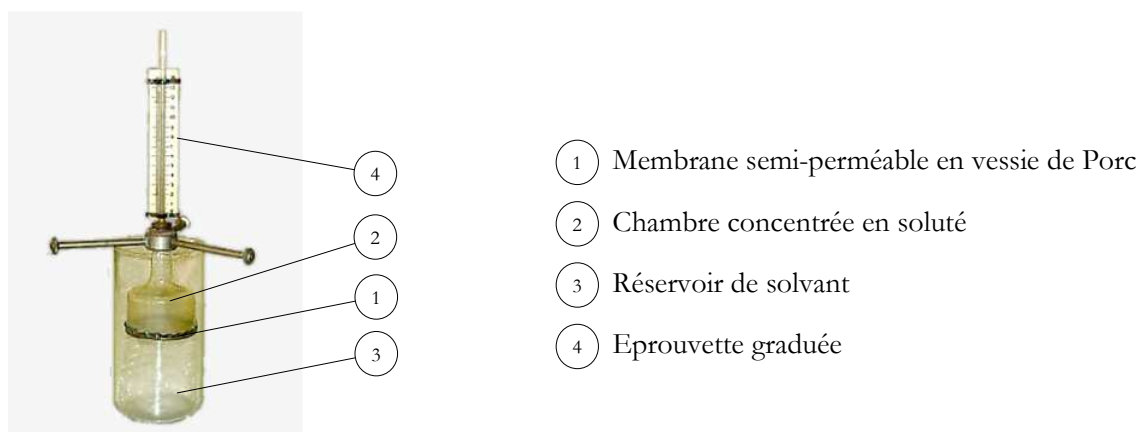 4
2
1
3
1 Membrane semi-perméable en vessie de Porc
2 Chambre concentrée en soluté
3 Réservoir de solvant
4 Eprouvette graduée